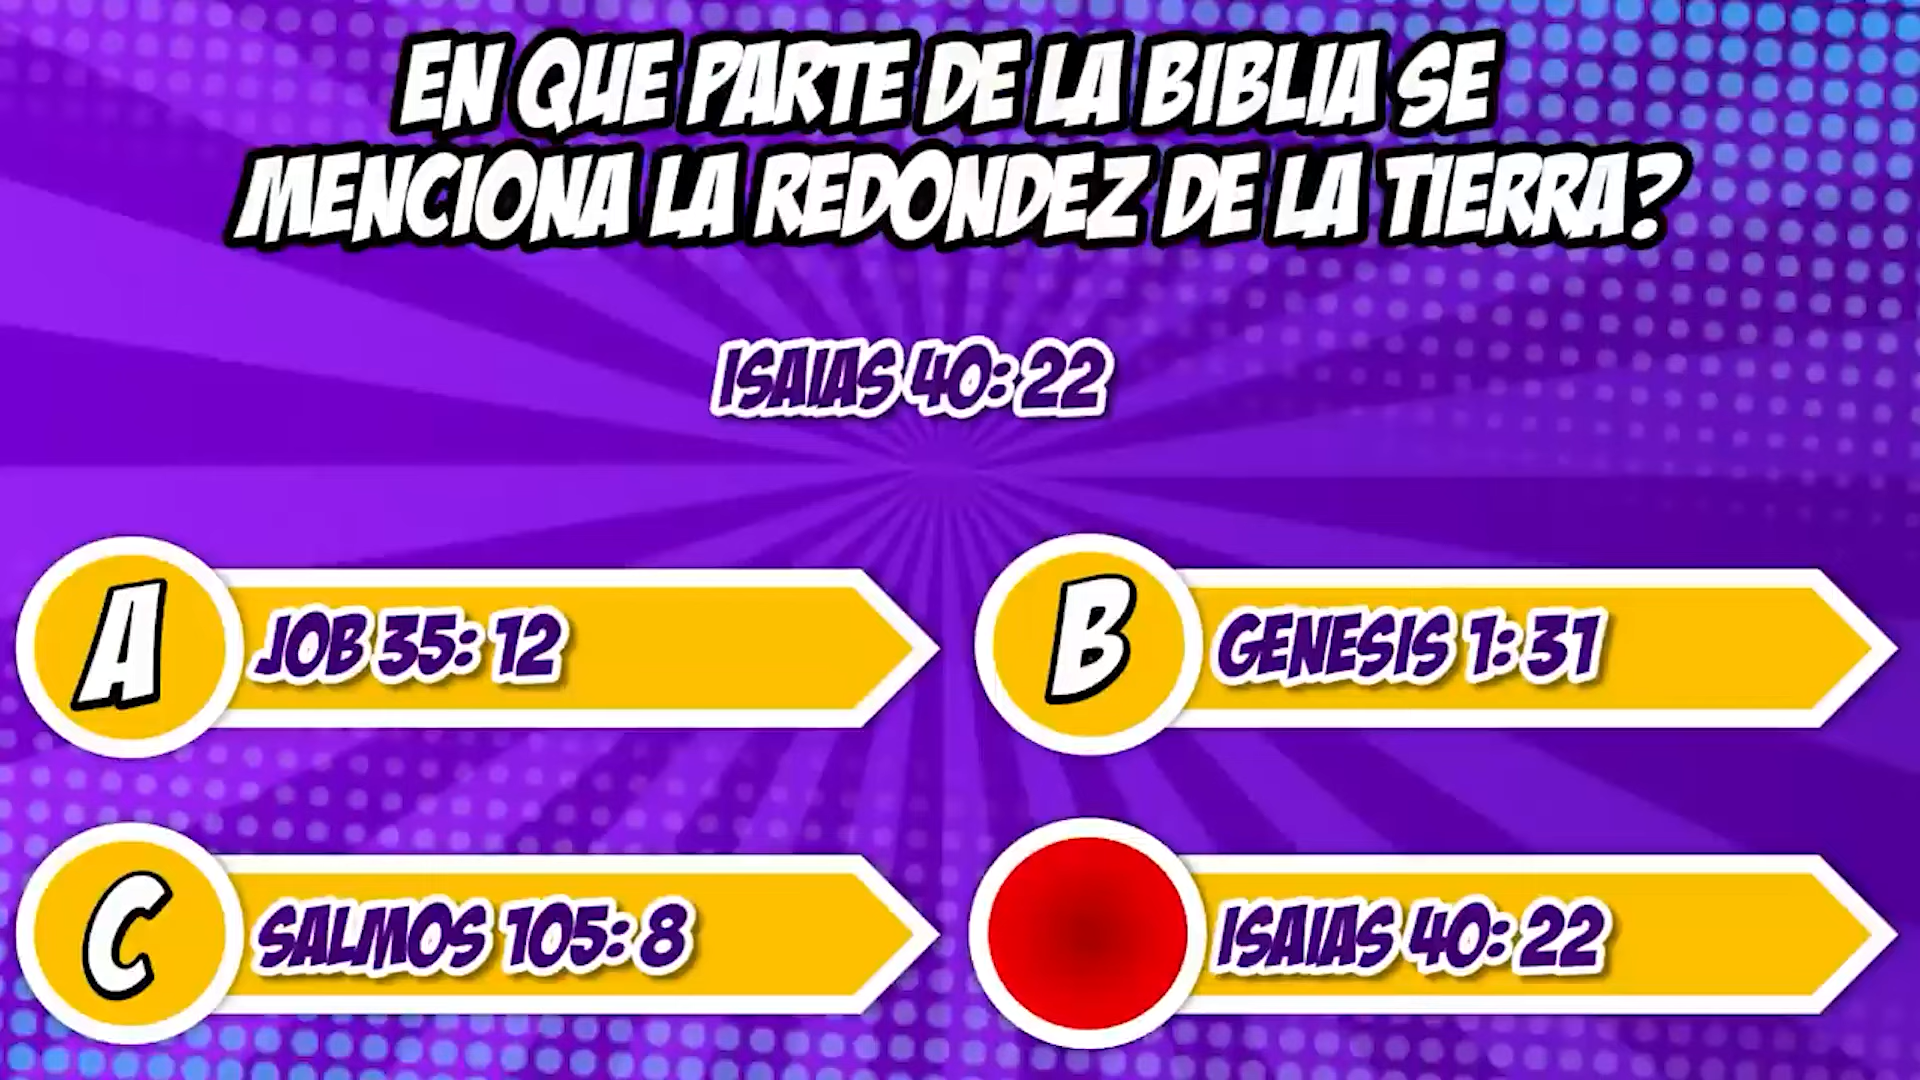 EN QUE PARTE DE LA BIBLIA SE
MENCIONA LA REDONDEZ DE LA TIERRA?
ISAIAS 40: 22
A JOB 35: 12
B GENESIS 1: 31
C SALMOS 105: 8
ISAIAS 40: 22